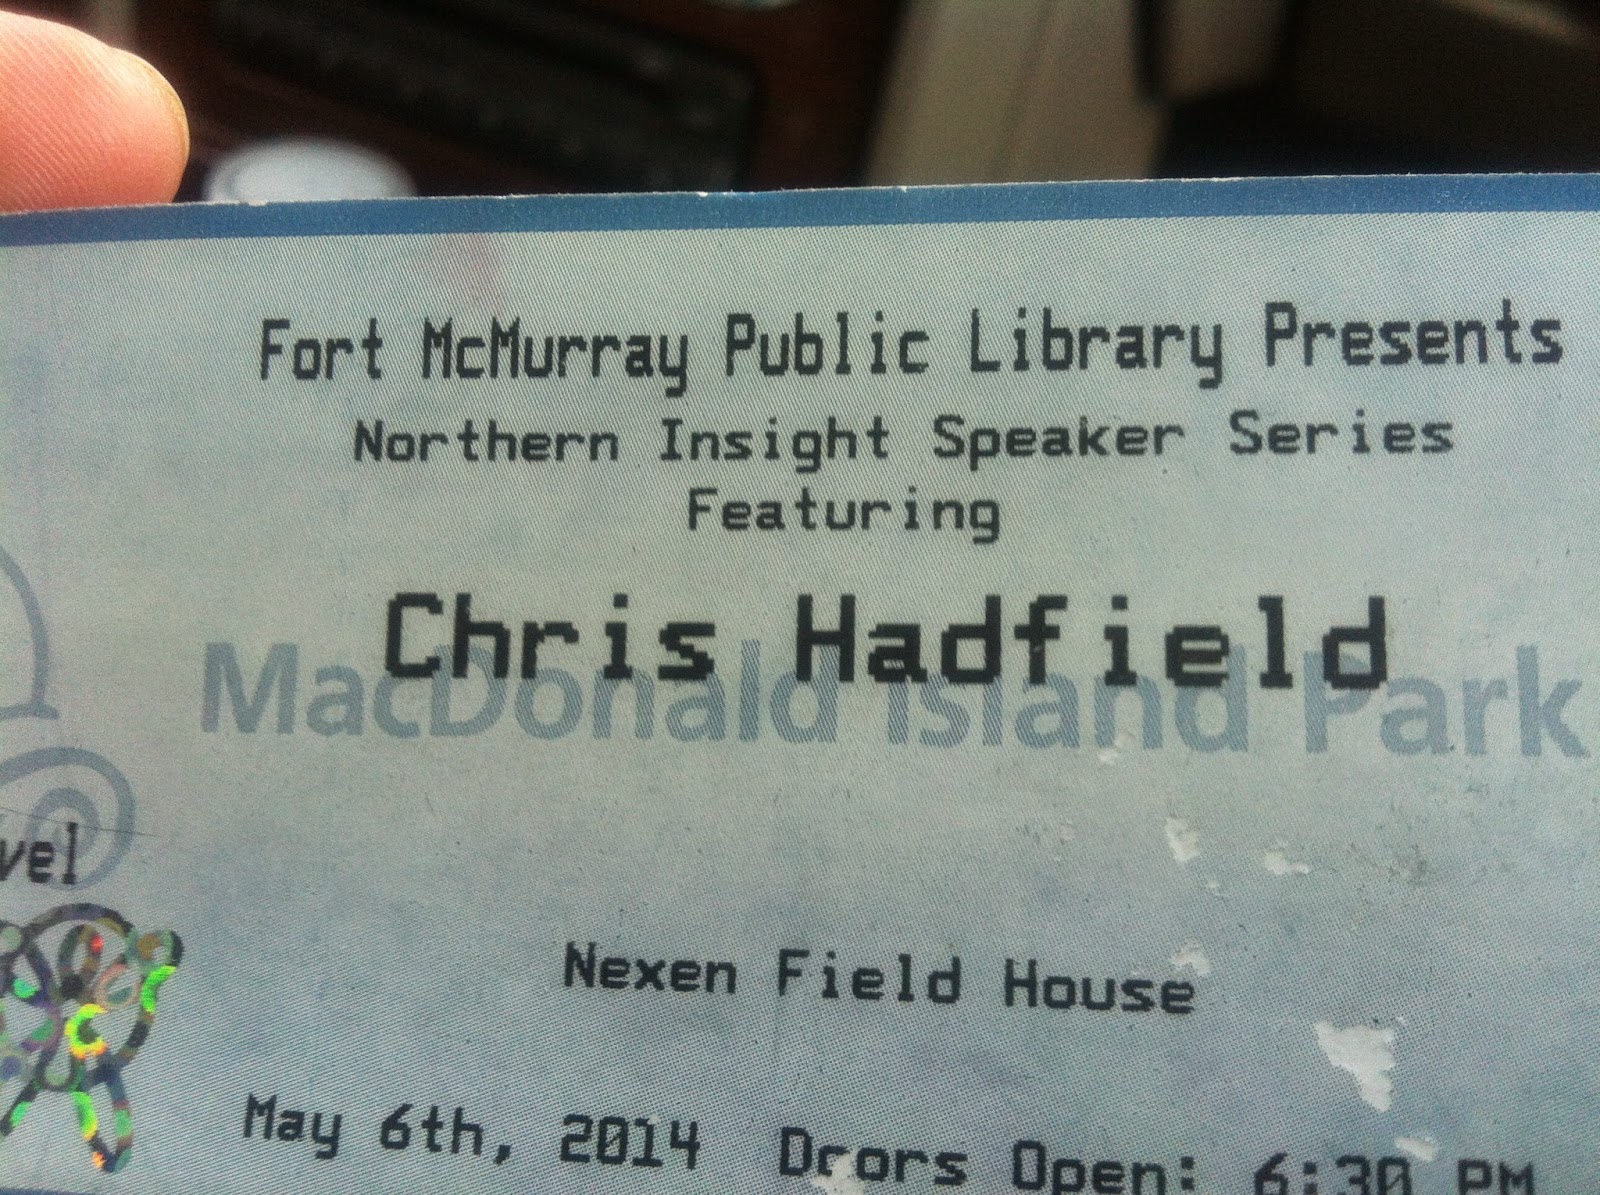 Fort McMurray Public Library Presents
Northern Insight Speaker Series
Featuring
Chris Hadfield
MacDonald Island Park
vel
Nexen Field House
May 6th, 2014 Doors Open: 6:30 PM